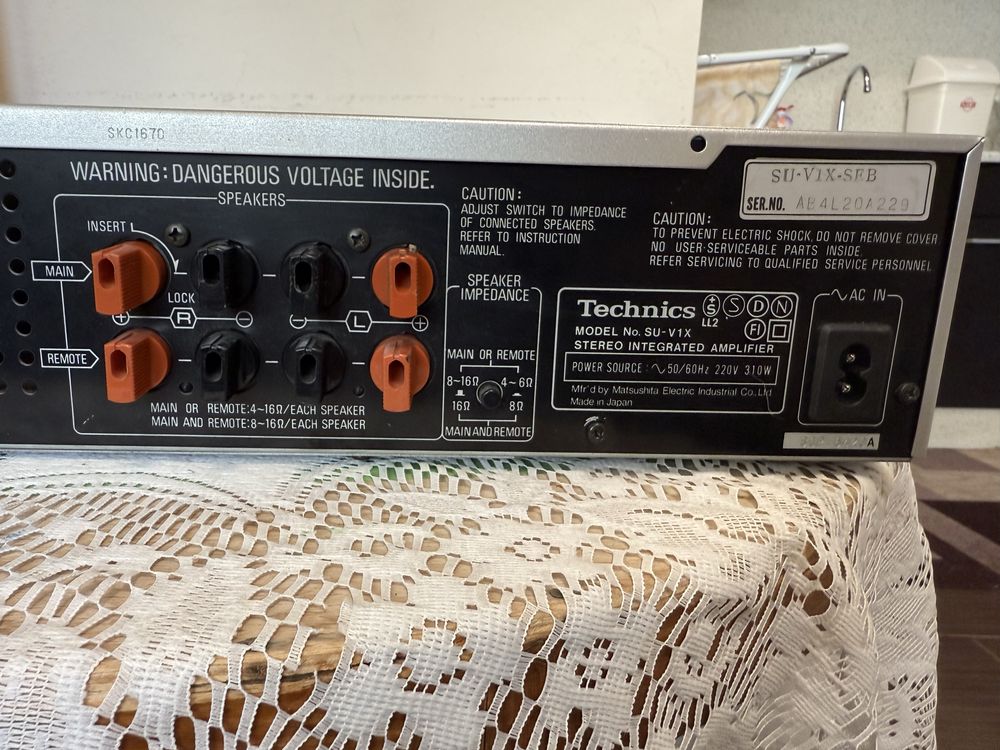 SKC1670
WARNING: DANGEROUS VOLTAGE INSIDE.
SPEAKERS
INSERT
MAIN
LOCK
R
L
REMOTE
MAIN OR REMOTE:4~16Ω/EACH SPEAKER
MAIN AND REMOTE:8~16Ω/EACH SPEAKER
CAUTION:
ADJUST SWITCH TO IMPEDANCE
OF CONNECTED SPEAKERS.
REFER TO INSTRUCTION
MANUAL.
SPEAKER
IMPEDANCE
MAIN OR REMOTE
8~16Ω 4~6Ω
16Ω 8Ω
MAIN AND REMOTE
SU-V1X-SEB
SER.NO. AB4L20A229
CAUTION:
TO PREVENT ELECTRIC SHOCK, DO NOT REMOVE COVER
NO USER-SERVICEABLE PARTS INSIDE.
REFER SERVICING TO QUALIFIED SERVICE PERSONNEL
Technics
LL2
S D N
FI
MODEL No. SU-V1X
STEREO INTEGRATED AMPLIFIER
POWER SOURCE: ~ 50/60Hz 220V 310W
Mfr'd by Matsushita Electric Industrial Co., Ltd
Made in Japan
~ AC IN
A